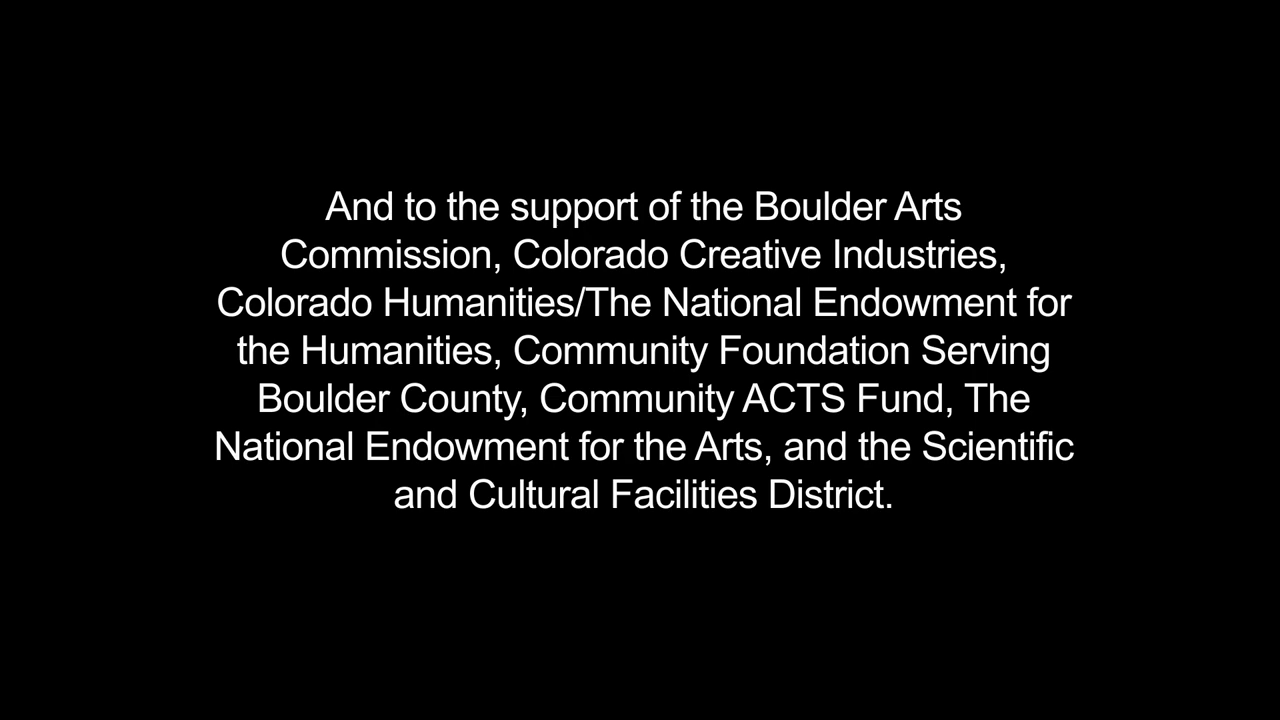 And to the support of the Boulder Arts
Commission, Colorado Creative Industries,
Colorado Humanities/The National Endowment for
the Humanities, Community Foundation Serving
Boulder County, Community ACTS Fund, The
National Endowment for the Arts, and the Scientific
and Cultural Facilities District.